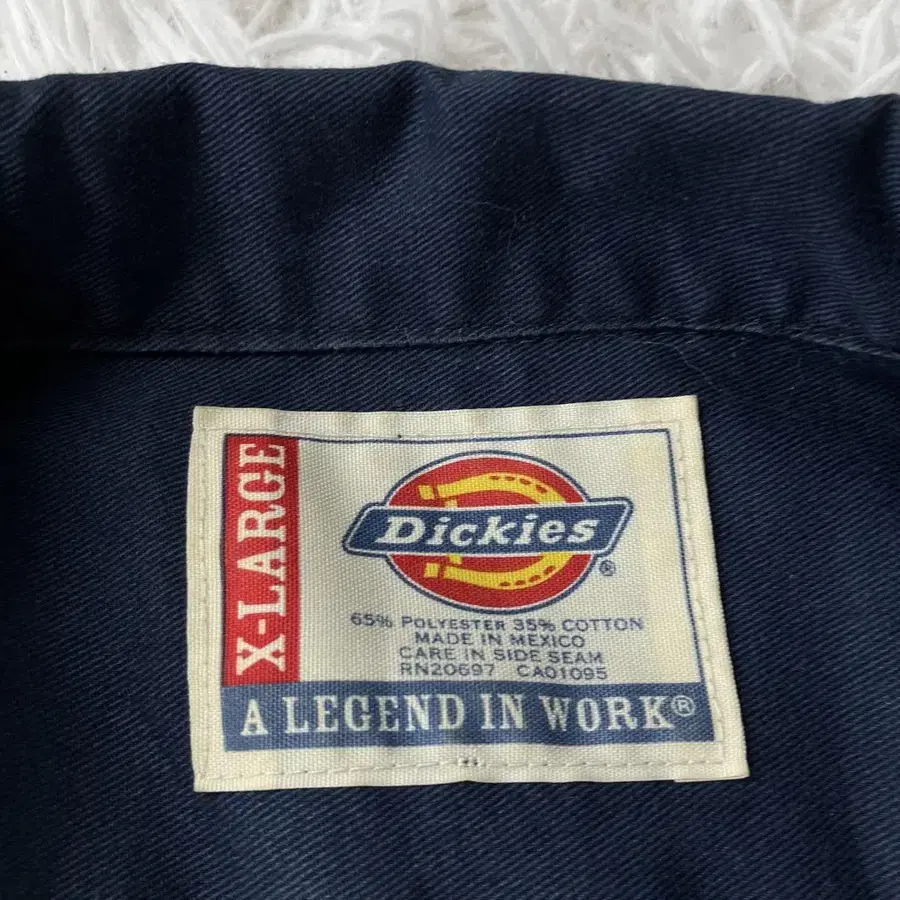 X-LARGE
Dickies®
65% POLYESTER 35% COTTON
MADE IN MEXICO
CARE IN SIDE SEAM
RN20697 CA01095
A LEGEND IN WORK®